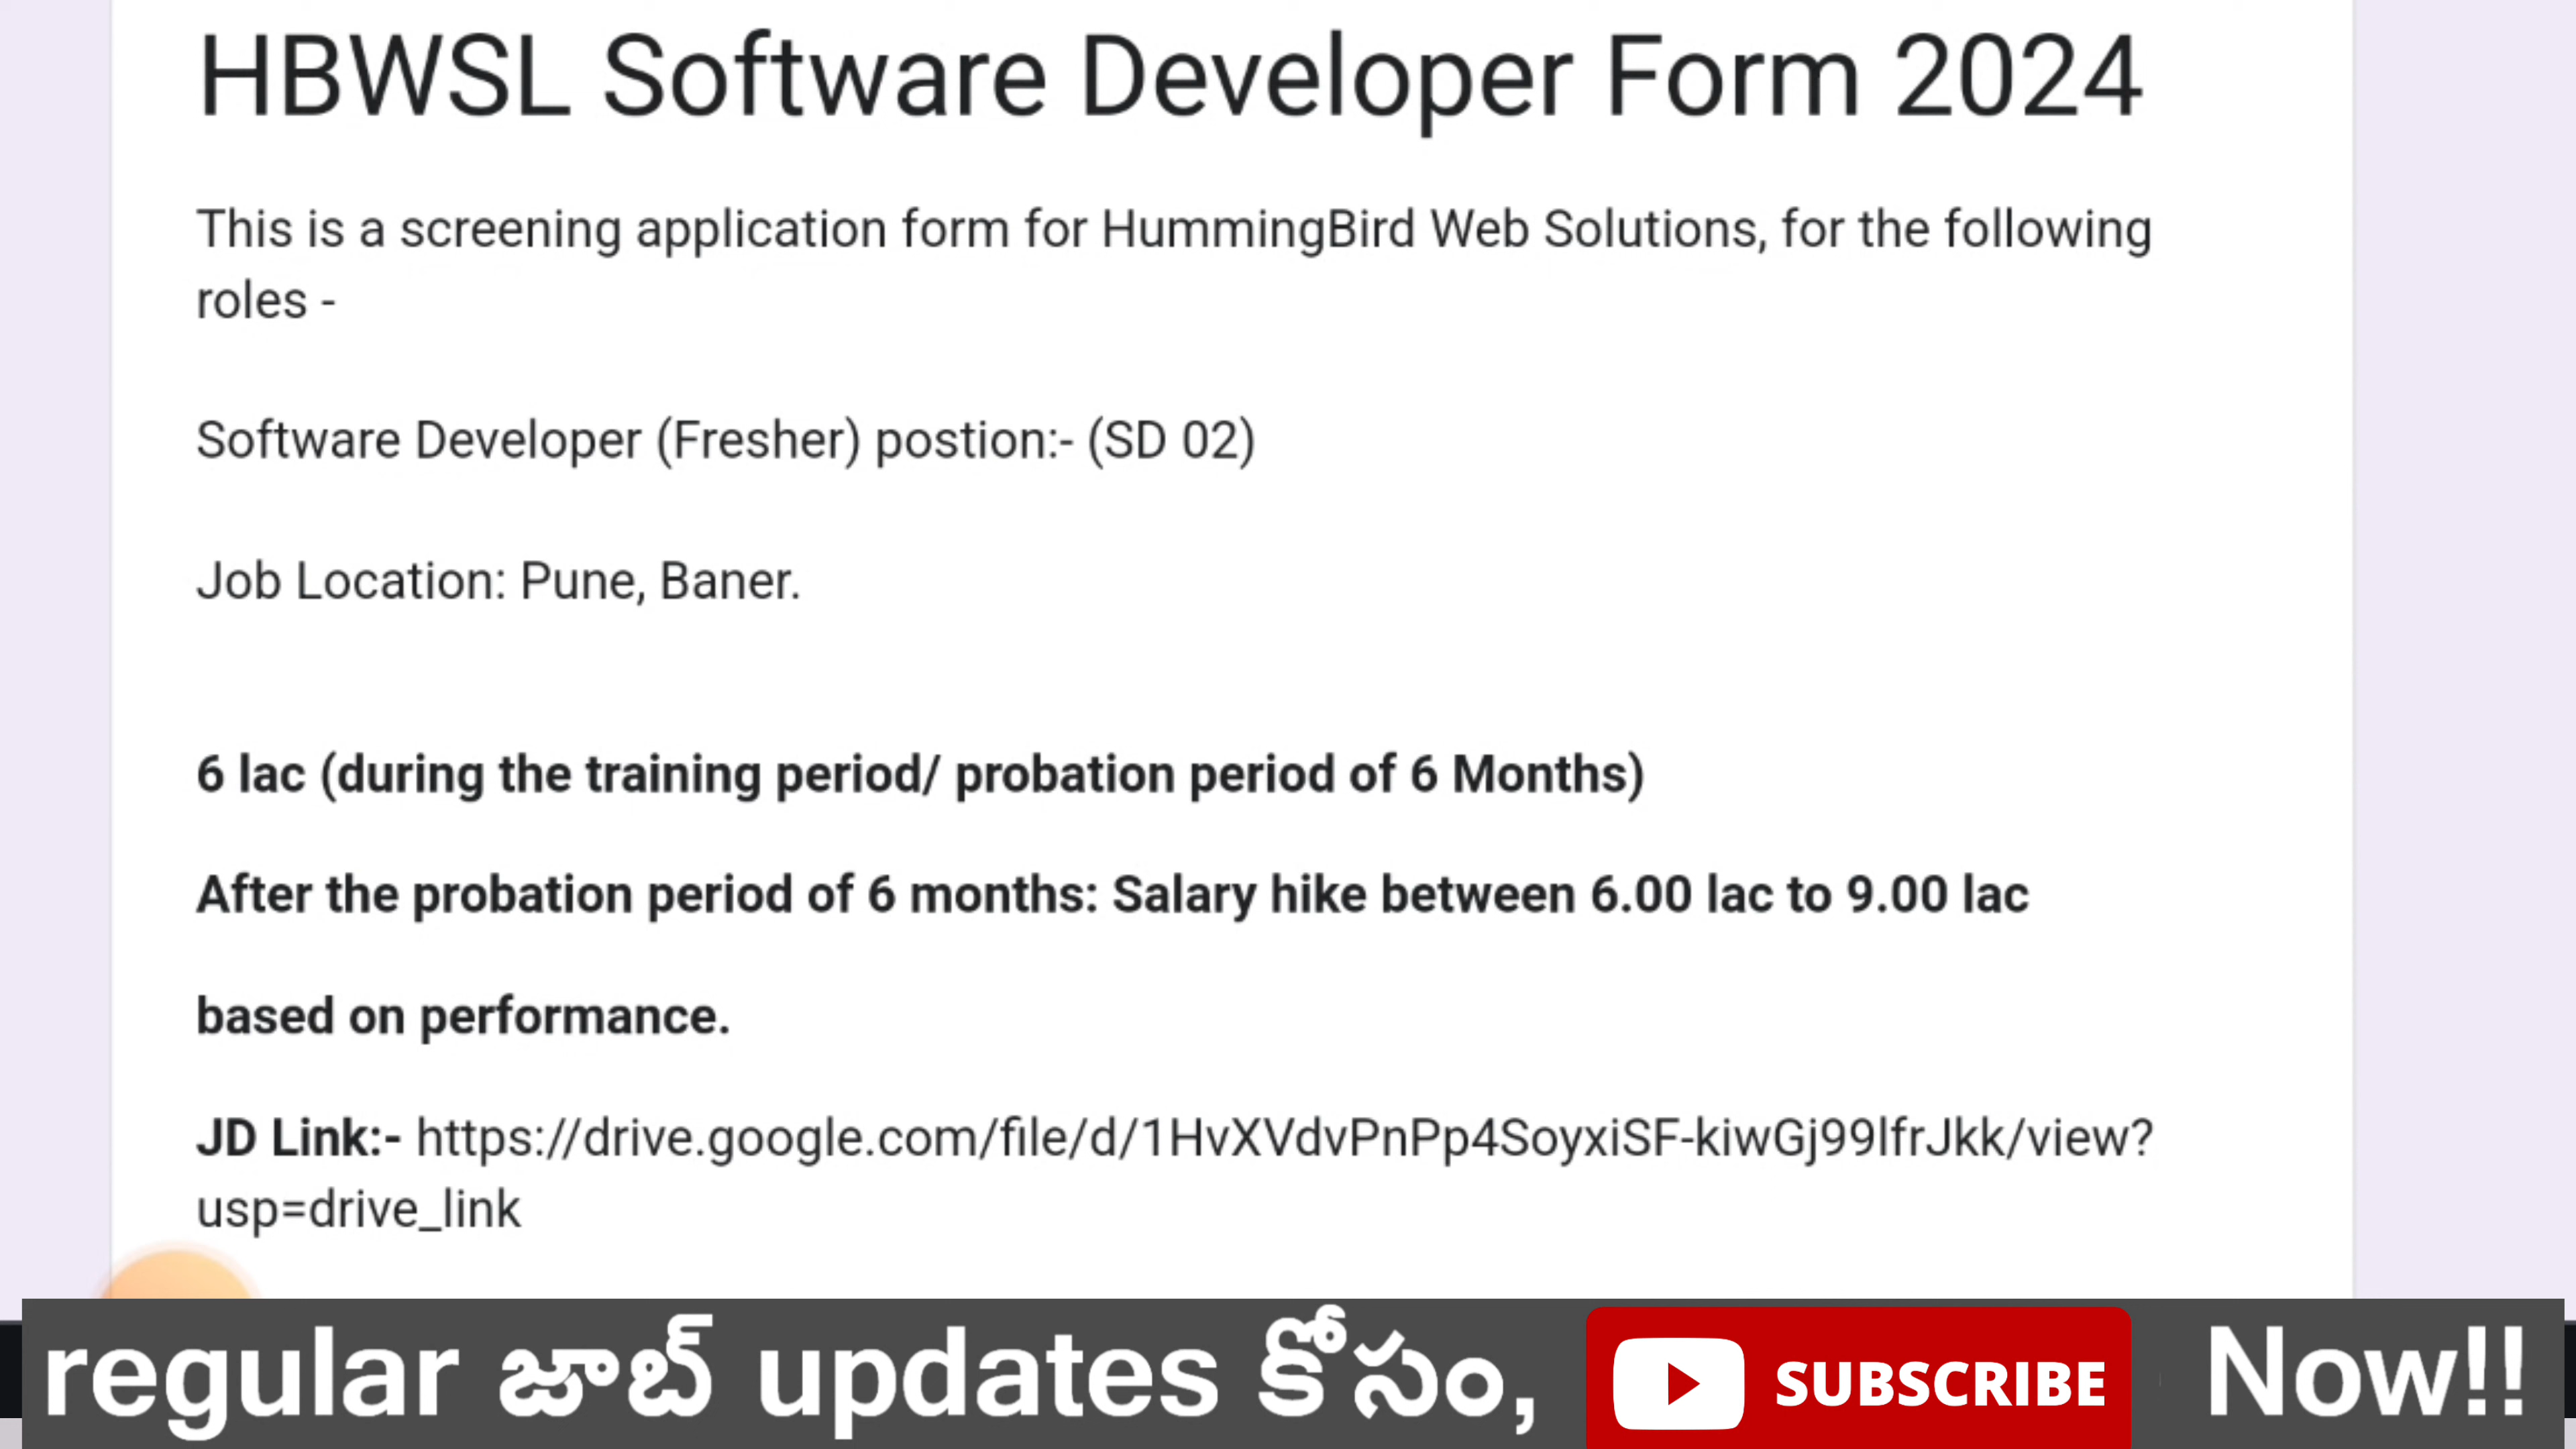 HBWSL Software Developer Form 2024
This is a screening application form for HummingBird Web Solutions, for the following
roles -
Software Developer (Fresher) postion:- (SD 02)
Job Location: Pune, Baner.
6 lac (during the training period/ probation period of 6 Months)
After the probation period of 6 months: Salary hike between 6.00 lac to 9.00 lac
based on performance.
JD Link:- https://drive.google.com/file/d/1HvXVdvPnPp4SoyxiSF-kiwGj99lfrJkk/view?
usp=drive_link
regular జాబ్ updates కోసం, SUBSCRIBE Now!!